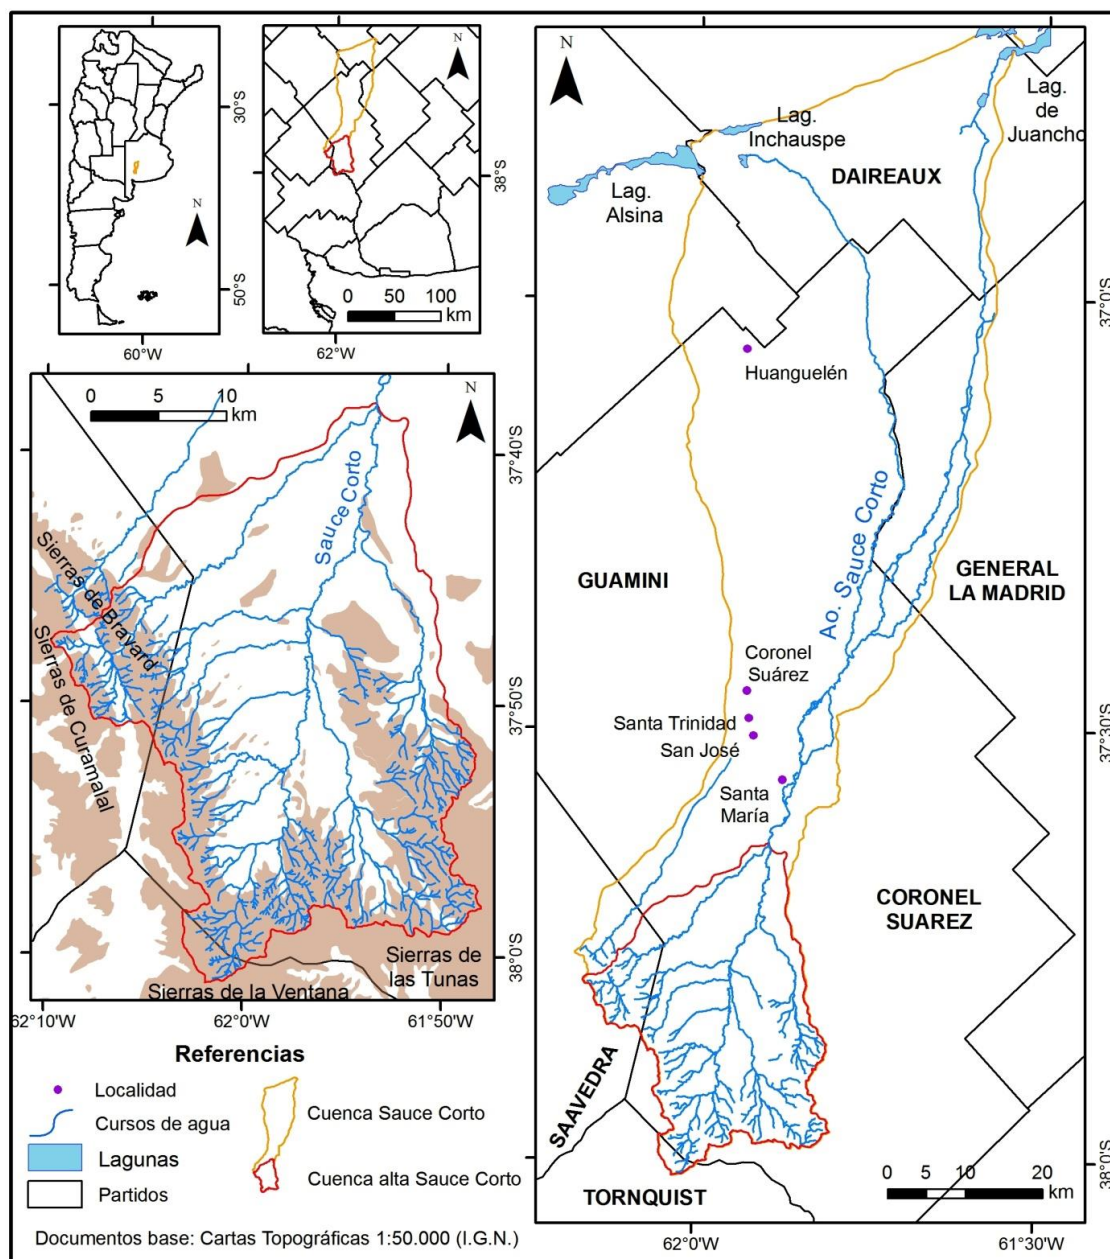 N
30°S
50°S
60°W
N
38°S
0 50 100
km
62°W
0 5 10
km
N
37°40'S
37°50'S
38°0'S
Sauce Corto
Sierras de Brayard
Sierras de Curamalal
Sierras de
las Tunas
Sierras de la Ventana
62°10'W
62°0'W
61°50'W
Referencias
Localidad
Cursos de agua
Lagunas
Partidos
Cuenca Sauce Corto
Cuenca alta Sauce Corto
Documentos base: Cartas Topográficas 1:50.000 (I.G.N.)
N
Lag.
Inchauspe
Lag.
de
Juancho
Lag.
Alsina
DAIREAUX
37°0'S
Huanguelén
Ao. Sauce Corto
GUAMINI
GENERAL
LA MADRID
Coronel
Suárez
Santa Trinidad
San José
Santa
María
37°30'S
CORONEL
SUAREZ
SAAVEDRA
TORNQUIST
38°0'S
0 5 10 20
km
62°0'W
61°30'W